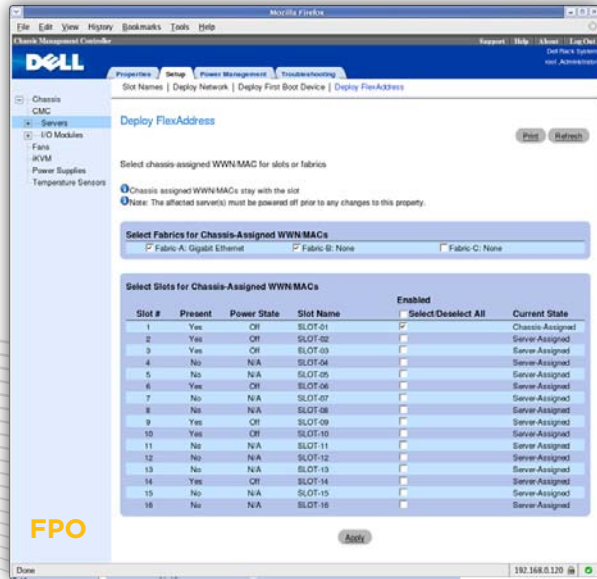 Mozilla Firefox
File Edit View History Bookmarks Tools Help
Chassis Management Controller
Support | Help | About | Log Out
DELL
Dell Rack System
root ,Administrator
Properties Setup Power Management Troubleshooting
Slot Names | Deploy Network | Deploy First Boot Device | Deploy FlexAddress
Chassis
CMC
Servers
I/O Modules
Fans
iKVM
Power Supplies
Temperature Sensors
Deploy FlexAddress
Print Refresh
Select chassis-assigned WWN/MAC for slots or fabrics
Chassis assigned WWN/MACs stay with the slot
Note: The affected server(s) must be powered off prior to any changes to this property.
Select Fabrics for Chassis-Assigned WWN/MACs
Fabric-A: Gigabit Ethernet Fabric-B: None Fabric-C: None
Select Slots for Chassis-Assigned WWN/MACs
Enabled
Slot # Present Power State Slot Name Select/Deselect All Current State
1 Yes Off SLOT-01 Chassis-Assigned
2 Yes Off SLOT-02 Server-Assigned
3 Yes Off SLOT-03 Server-Assigned
4 No N/A SLOT-04 Server-Assigned
5 No N/A SLOT-05 Server-Assigned
6 Yes Off SLOT-06 Server-Assigned
7 No N/A SLOT-07 Server-Assigned
8 No N/A SLOT-08 Server-Assigned
9 Yes Off SLOT-09 Server-Assigned
10 Yes Off SLOT-10 Server-Assigned
11 No N/A SLOT-11 Server-Assigned
12 No N/A SLOT-12 Server-Assigned
13 No N/A SLOT-13 Server-Assigned
14 Yes Off SLOT-14 Server-Assigned
15 No N/A SLOT-15 Server-Assigned
16 No N/A SLOT-16 Server-Assigned
FPO
Apply
Done
192.168.0.120